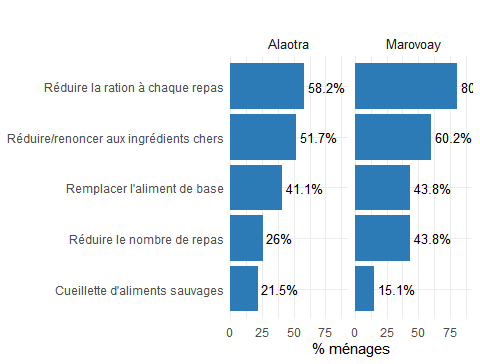 Alaotra Marovoay
Réduire la ration à chaque repas 58.2% 80
Réduire/renoncer aux ingrédients chers 51.7% 60.2%
Remplacer l'aliment de base 41.1% 43.8%
Réduire le nombre de repas 26% 43.8%
Cueillette d'aliments sauvages 21.5% 15.1%
0 25 50 75 0 25 50 75
% ménages